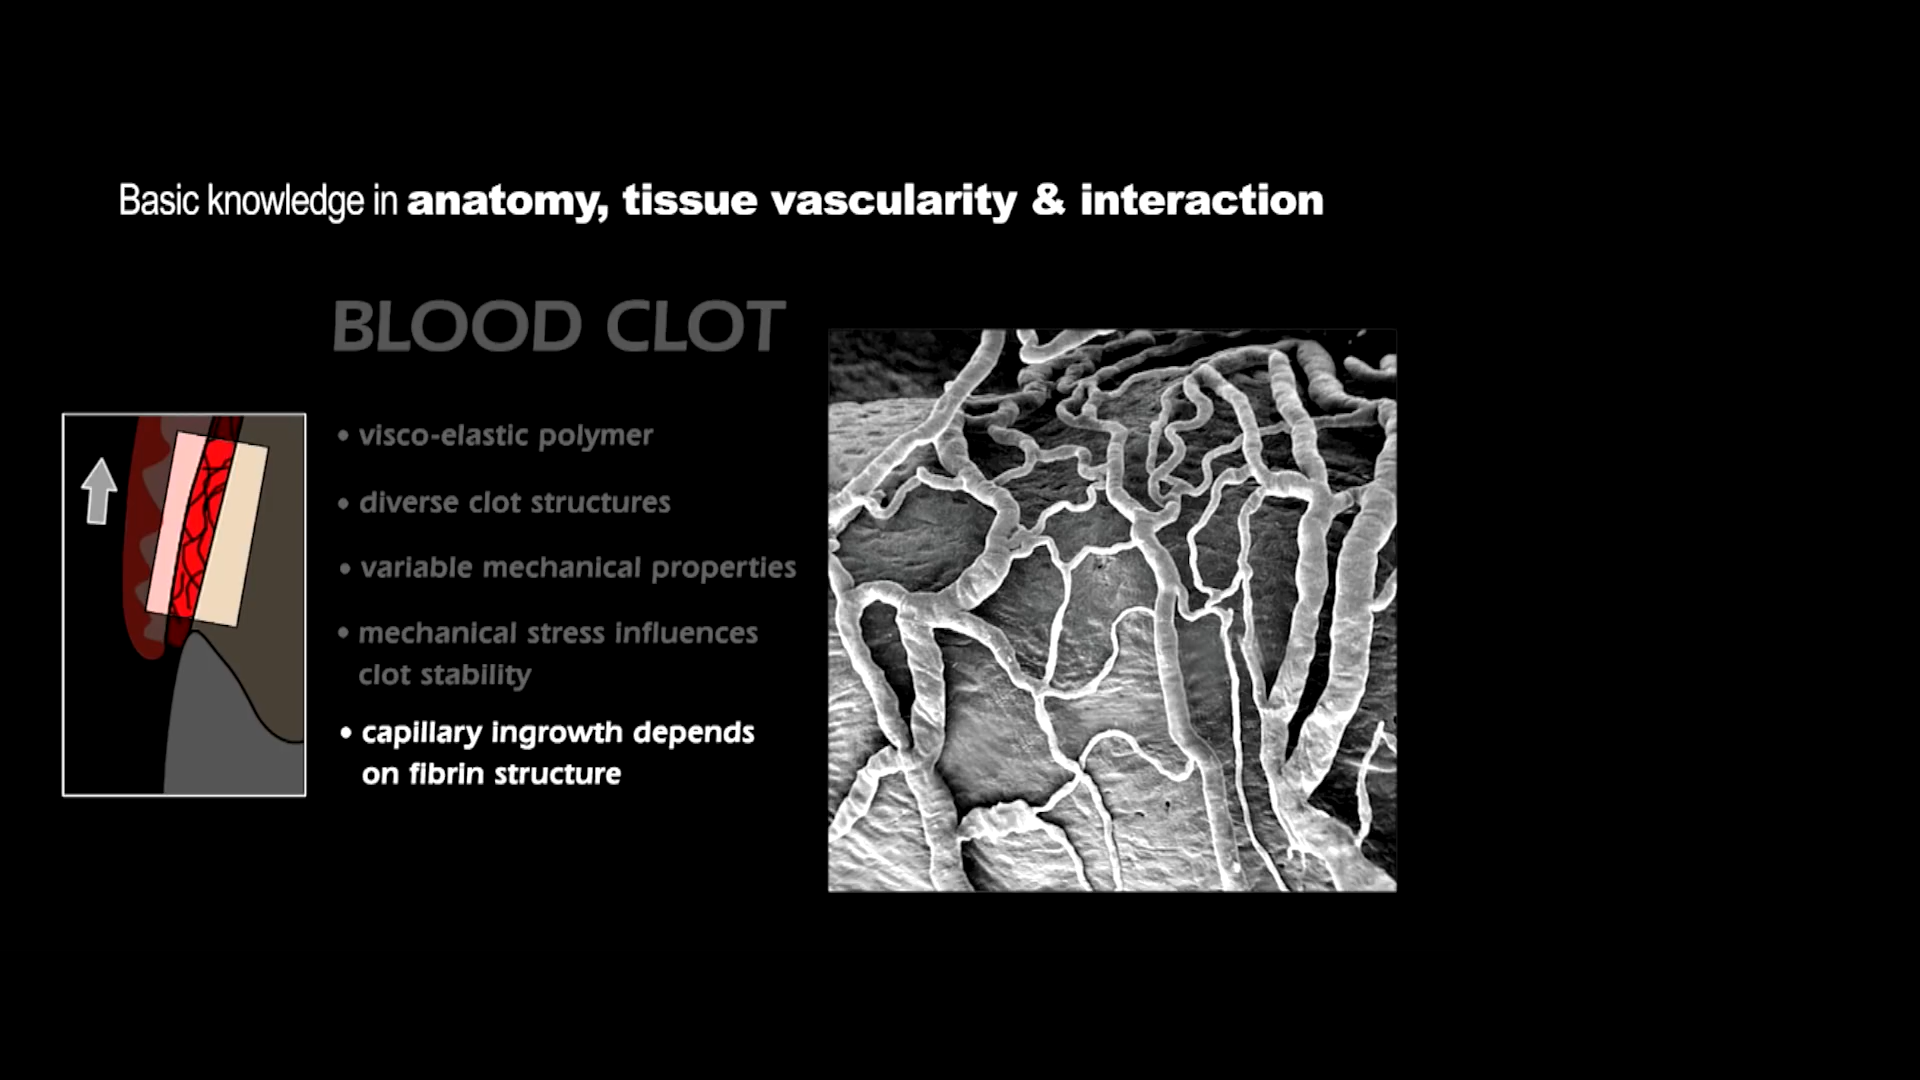 Basic knowledge in anatomy, tissue vascularity & interaction
BLOOD CLOT
• visco-elastic polymer
• diverse clot structures
• variable mechanical properties
• mechanical stress influences
clot stability
• capillary ingrowth depends
on fibrin structure